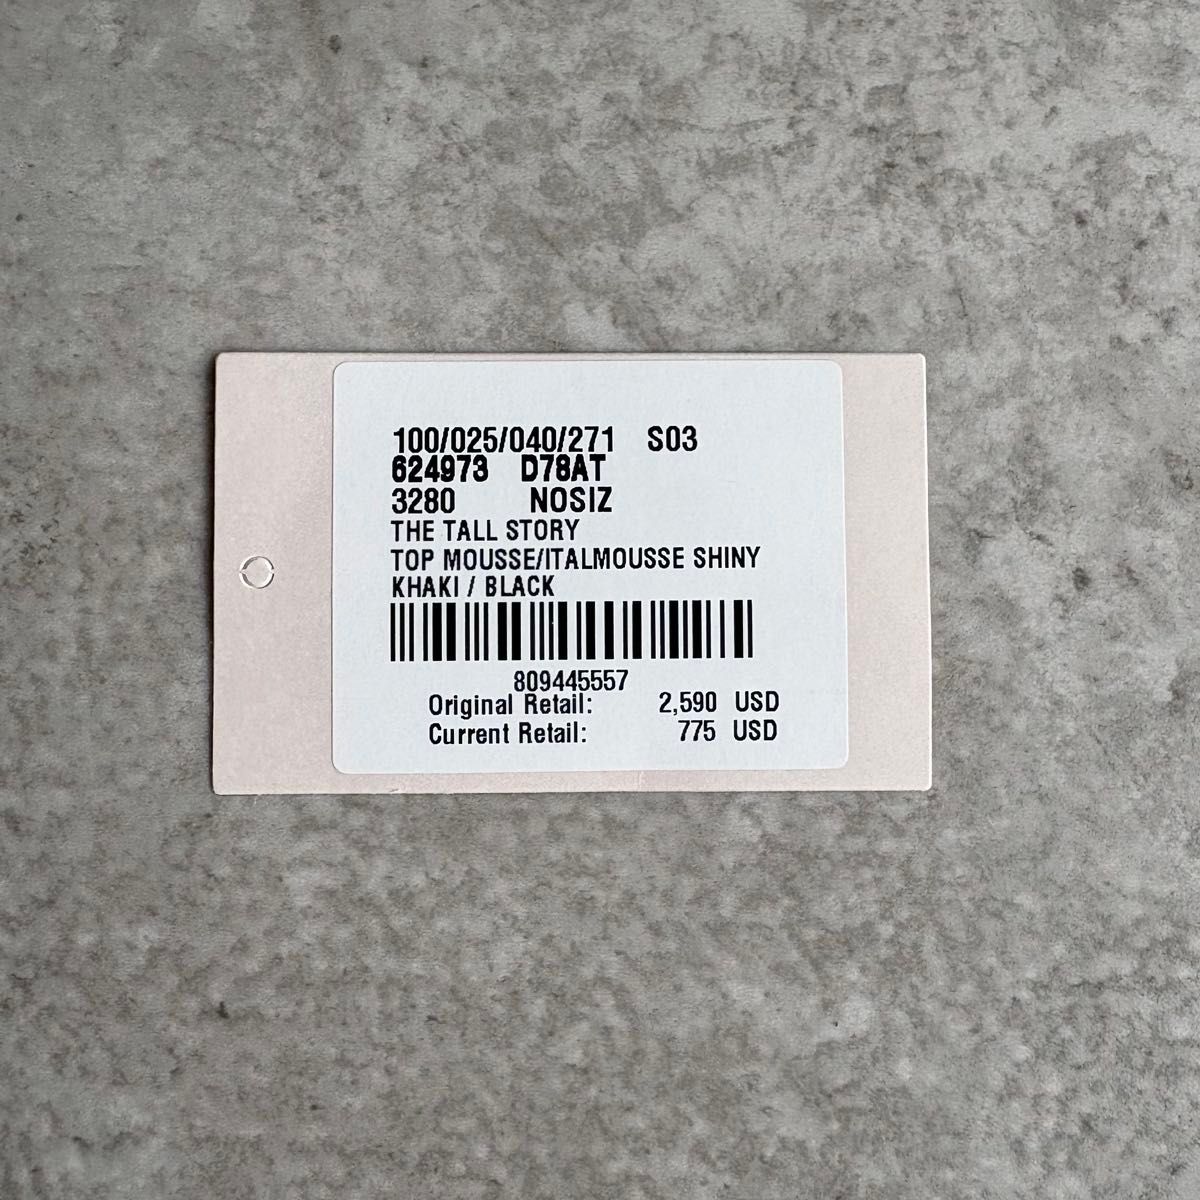 100/025/040/271 S03
624973 D78AT
3280 NOSIZ
THE TALL STORY
TOP MOUSSE/ITALMOUSSE SHINY
KHAKI / BLACK
809445557
Original Retail: 2,590 USD
Current Retail: 775 USD